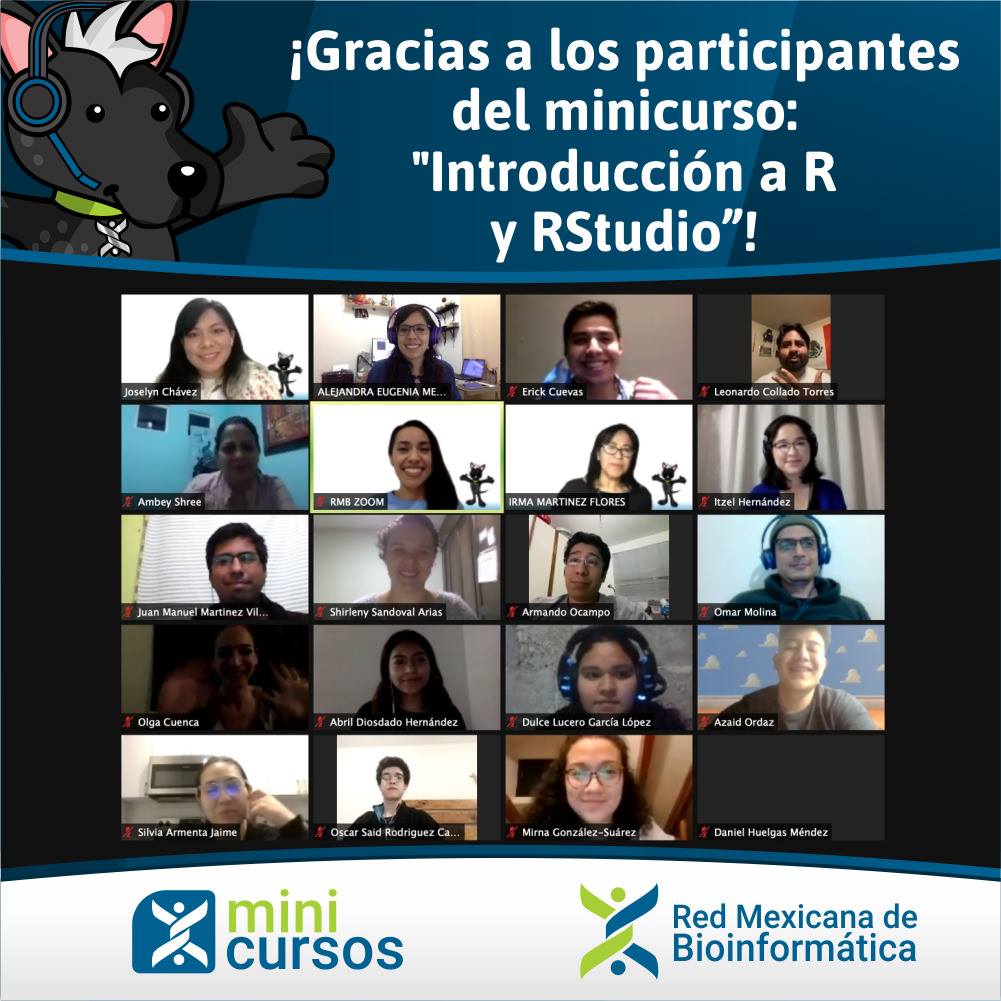 ¡Gracias a los participantes
del minicurso:
"Introducción a R
y RStudio”!
Joselyn Chávez
ALEJANDRA EUGENIA ME...
Erick Cuevas
Leonardo Collado Torres
Ambey Shree
RMB ZOOM
IRMA MARTINEZ FLORES
Itzel Hernández
Juan Manuel Martinez Vil...
Shirleny Sandoval Arias
Armando Ocampo
Omar Molina
Olga Cuenca
Abril Diosdado Hernández
Dulce Lucero García López
Azaid Ordaz
Silvia Armenta Jaime
Oscar Said Rodriguez Ca...
Mirna González-Suárez
Daniel Huelgas Méndez
mini
cursos
Red Mexicana de
Bioinformática